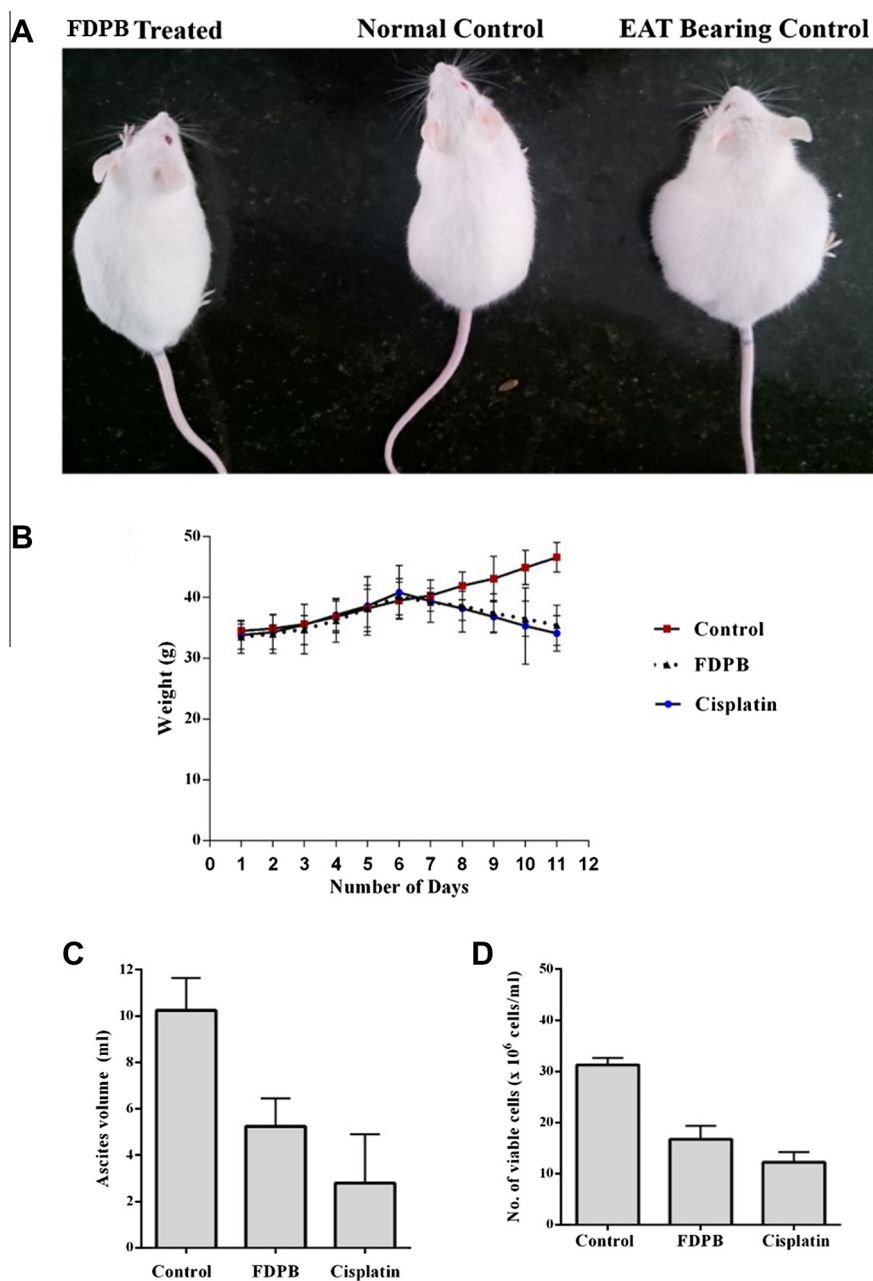 A
FDPB Treated
Normal Control
EAT Bearing Control
B
50
40
30
20
10
0
Weight (g)
0 1 2 3 4 5 6 7 8 9 10 11 12
Number of Days
Control
FDPB
Cisplatin
C
12
10
8
6
4
2
0
Ascites volume (ml)
Control FDPB Cisplatin
D
50
40
30
20
10
0
No. of viable cells (x 10⁶ cells/ml)
Control FDPB Cisplatin